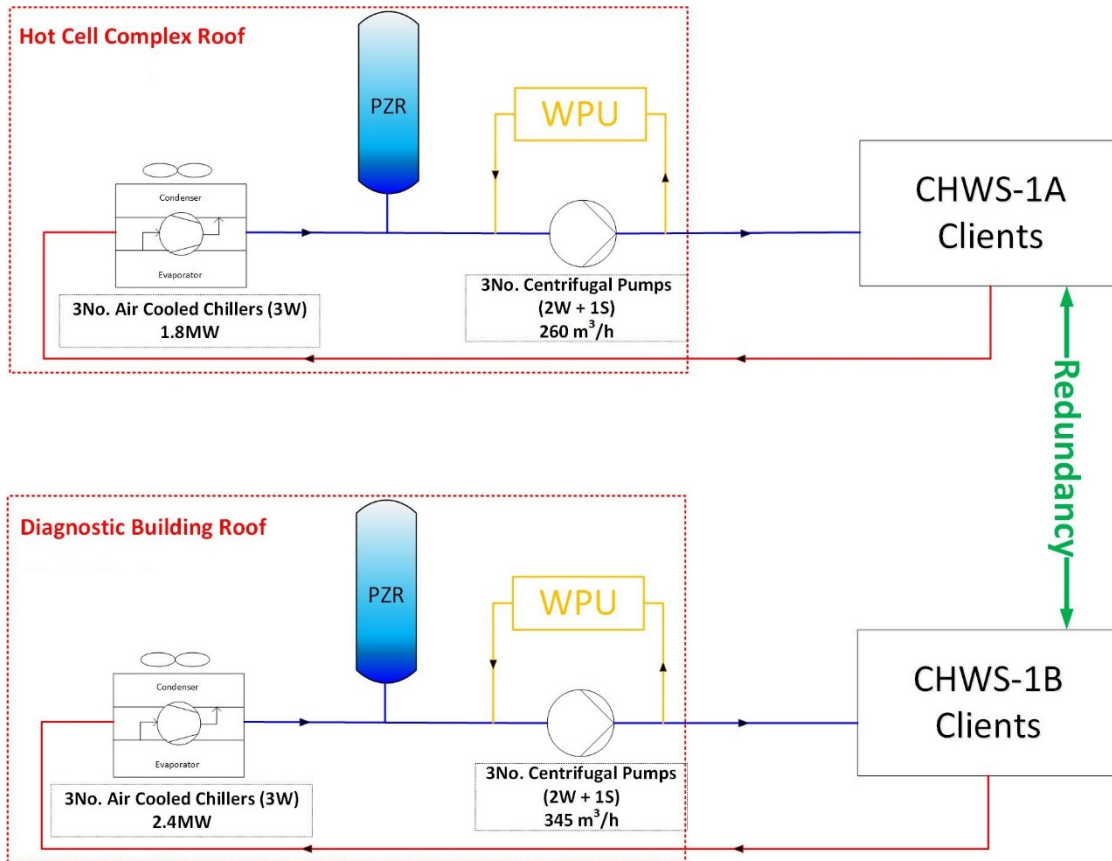 Hot Cell Complex Roof
PZR
WPU
Condenser
Evaporator
3No. Air Cooled Chillers (3W)
1.8MW
3No. Centrifugal Pumps
(2W + 1S)
260 m³/h
CHWS-1A
Clients
Redundancy
Diagnostic Building Roof
PZR
WPU
Condenser
Evaporator
3No. Air Cooled Chillers (3W)
2.4MW
3No. Centrifugal Pumps
(2W + 1S)
345 m³/h
CHWS-1B
Clients